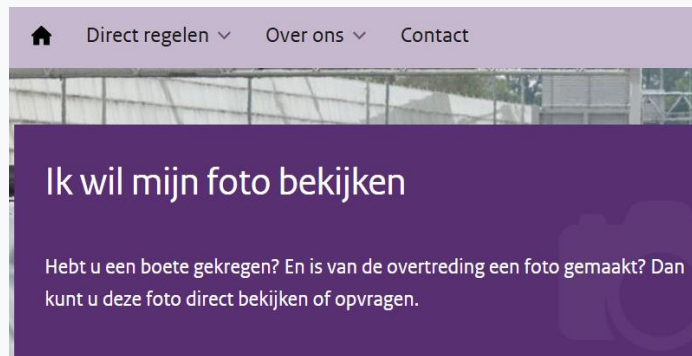 Direct regelen Over ons Contact
Ik wil mijn foto bekijken
Hebt u een boete gekregen? En is van de overtreding een foto gemaakt? Dan
kunt u deze foto direct bekijken of opvragen.